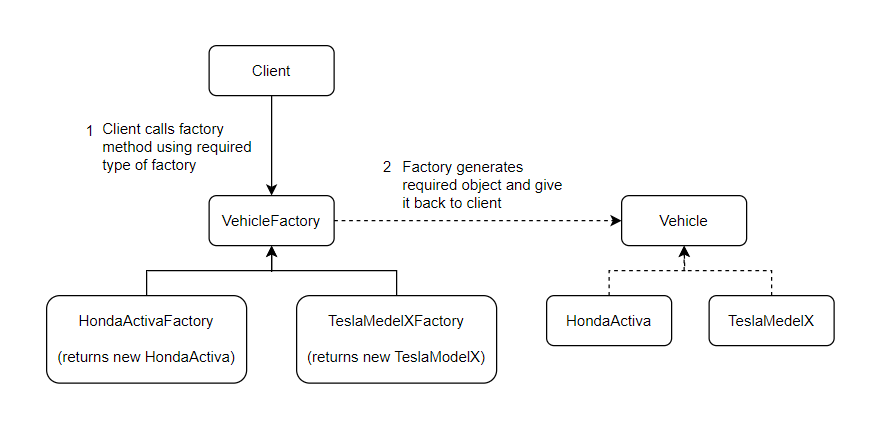 Client
1 Client calls factory
method using required
type of factory
2 Factory generates
required object and give
it back to client
VehicleFactory
Vehicle
HondaActivaFactory
(returns new HondaActiva)
TeslaMedelXFactory
(returns new TeslaModelX)
HondaActiva
TeslaMedelX